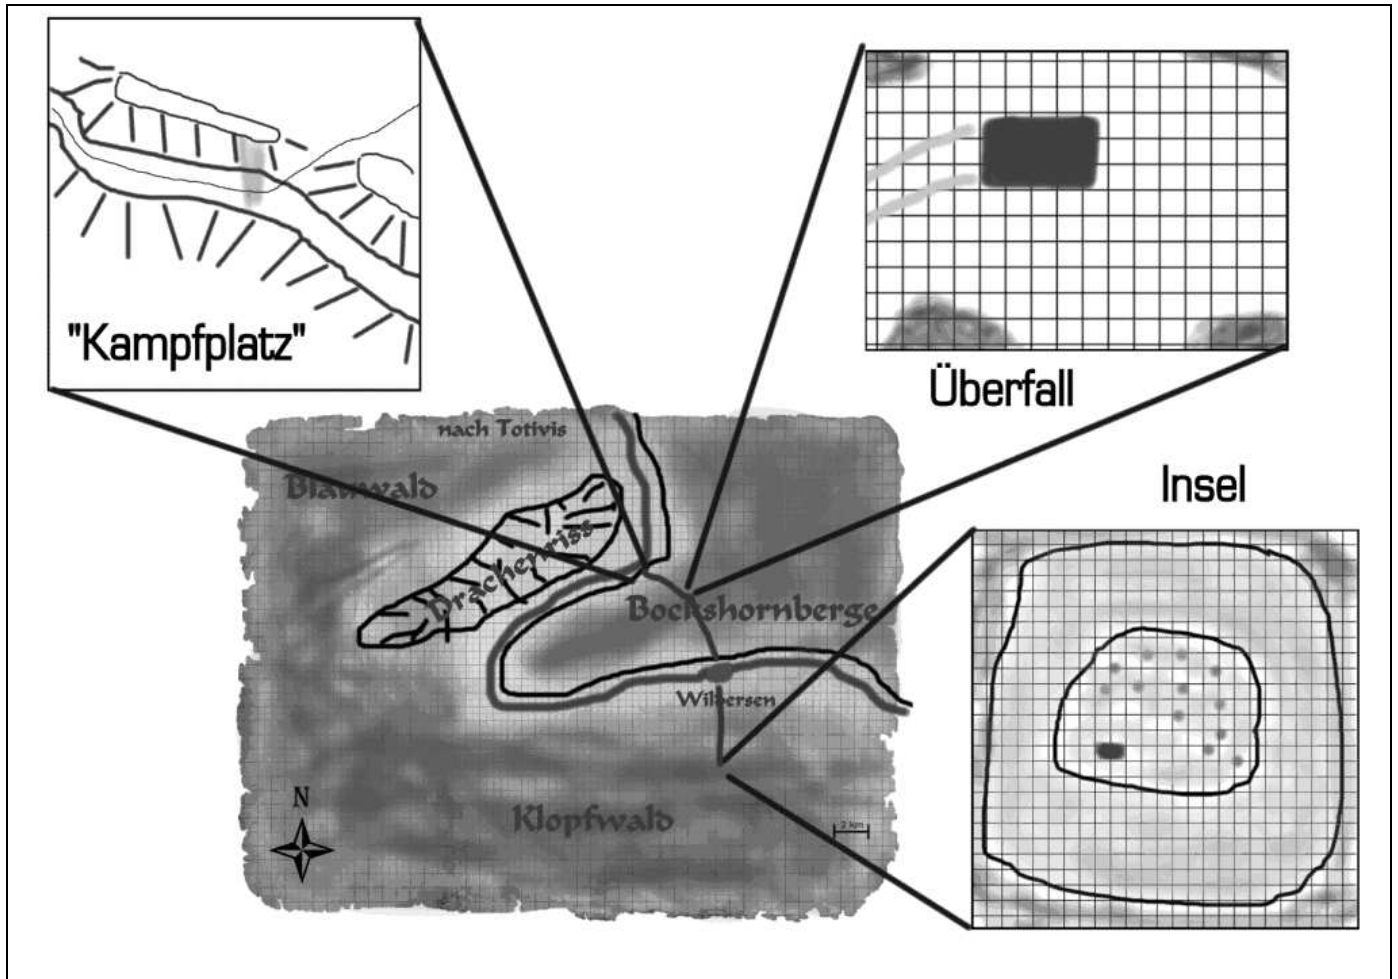 "Kampfplatz"
Überfall
Insel
nach Totivis
Blauwald
Drachenriss
Bockshornberge
Wilbersen
Klopfwald
N
2 km